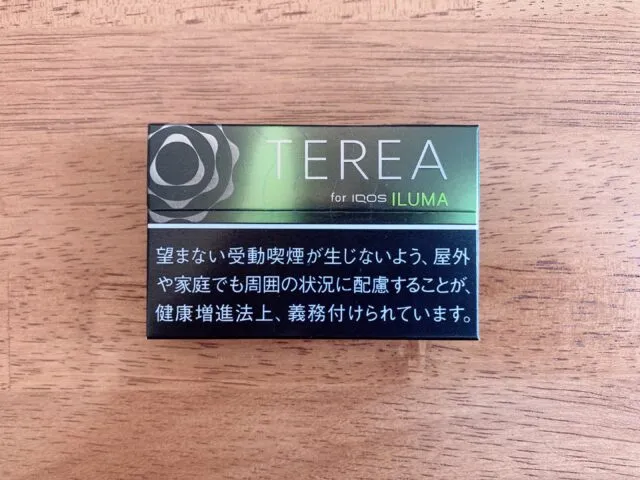 TEREA
for IQOS ILUMA
望まない受動喫煙が生じないよう、屋外
や家庭でも周囲の状況に配慮することが、
健康増進法上、義務付けられています。